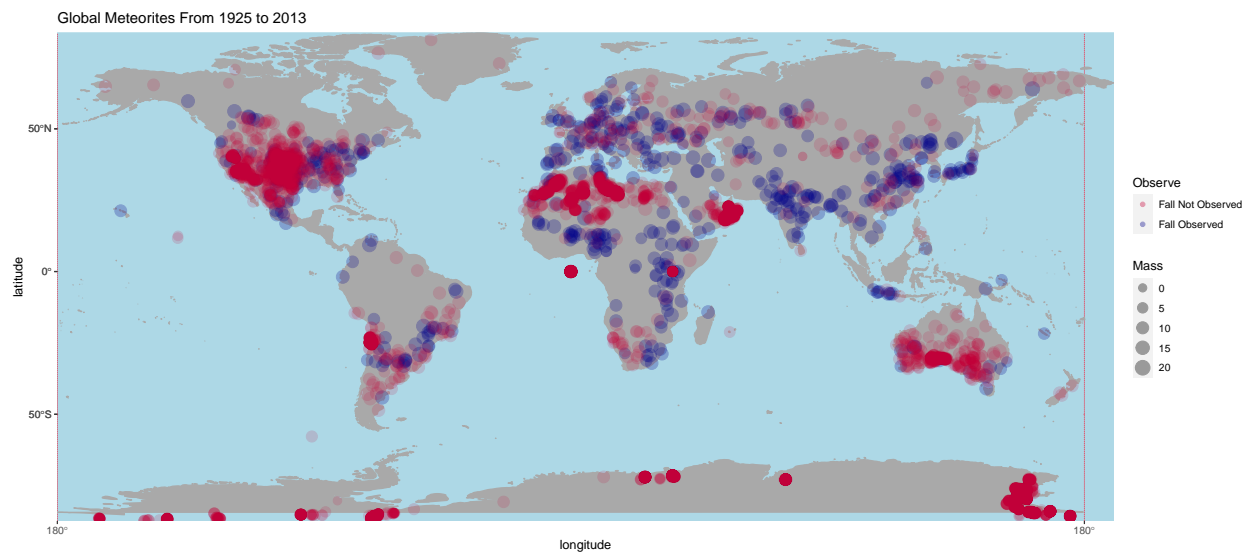 Global Meteorites From 1925 to 2013
50°N
0°
50°S
latitude
180°
180°
longitude
Observe
Fall Not Observed
Fall Observed
Mass
0
5
10
15
20